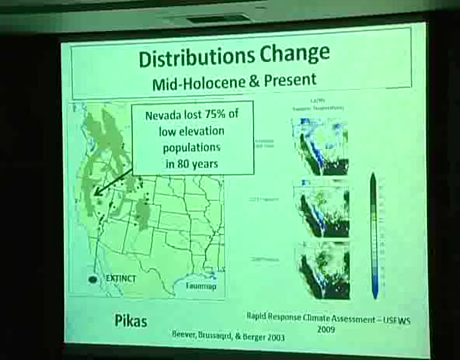 Distributions Change
Mid-Holocene & Present
Nevada lost 75% of
low elevation
populations
in 80 years
EXTINCT
Faunmap
Pikas
Beever, Brussaqrd, & Berger 2003
Rapid Response Climate Assessment – USFWS
2009